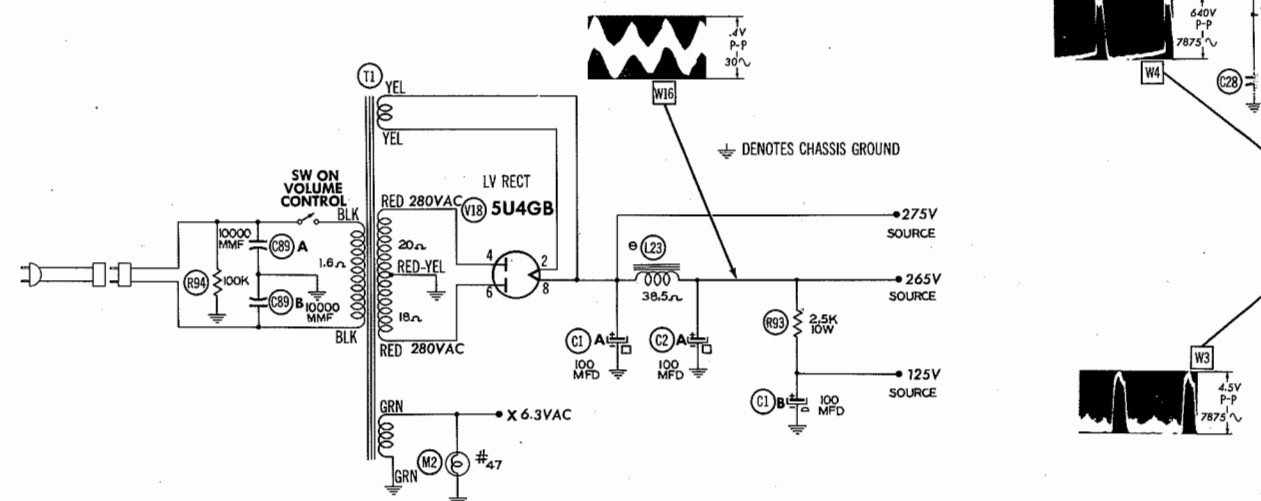 .4V
P-P
30~
W16
640V
P-P
7875~
W4
C28
T1
YEL
YEL
⏚ DENOTES CHASSIS GROUND
SW ON
VOLUME
CONTROL
BLK
LV RECT
RED 280VAC
V18 5U4GB
10000
MMF
C89 A
1.6Ω
20Ω
RED-YEL
4
2
6
8
R94
100K
C89 B
10000
MMF
18Ω
BLK
RED 280VAC
275V
SOURCE
θ L23
38.5Ω
265V
SOURCE
C1 A
100
MFD
C2 A
100
MFD
R93
2.5K
10W
125V
SOURCE
C1 B
100
MFD
W3
4.5V
P-P
7875~
GRN
X 6.3VAC
M2
#47
GRN